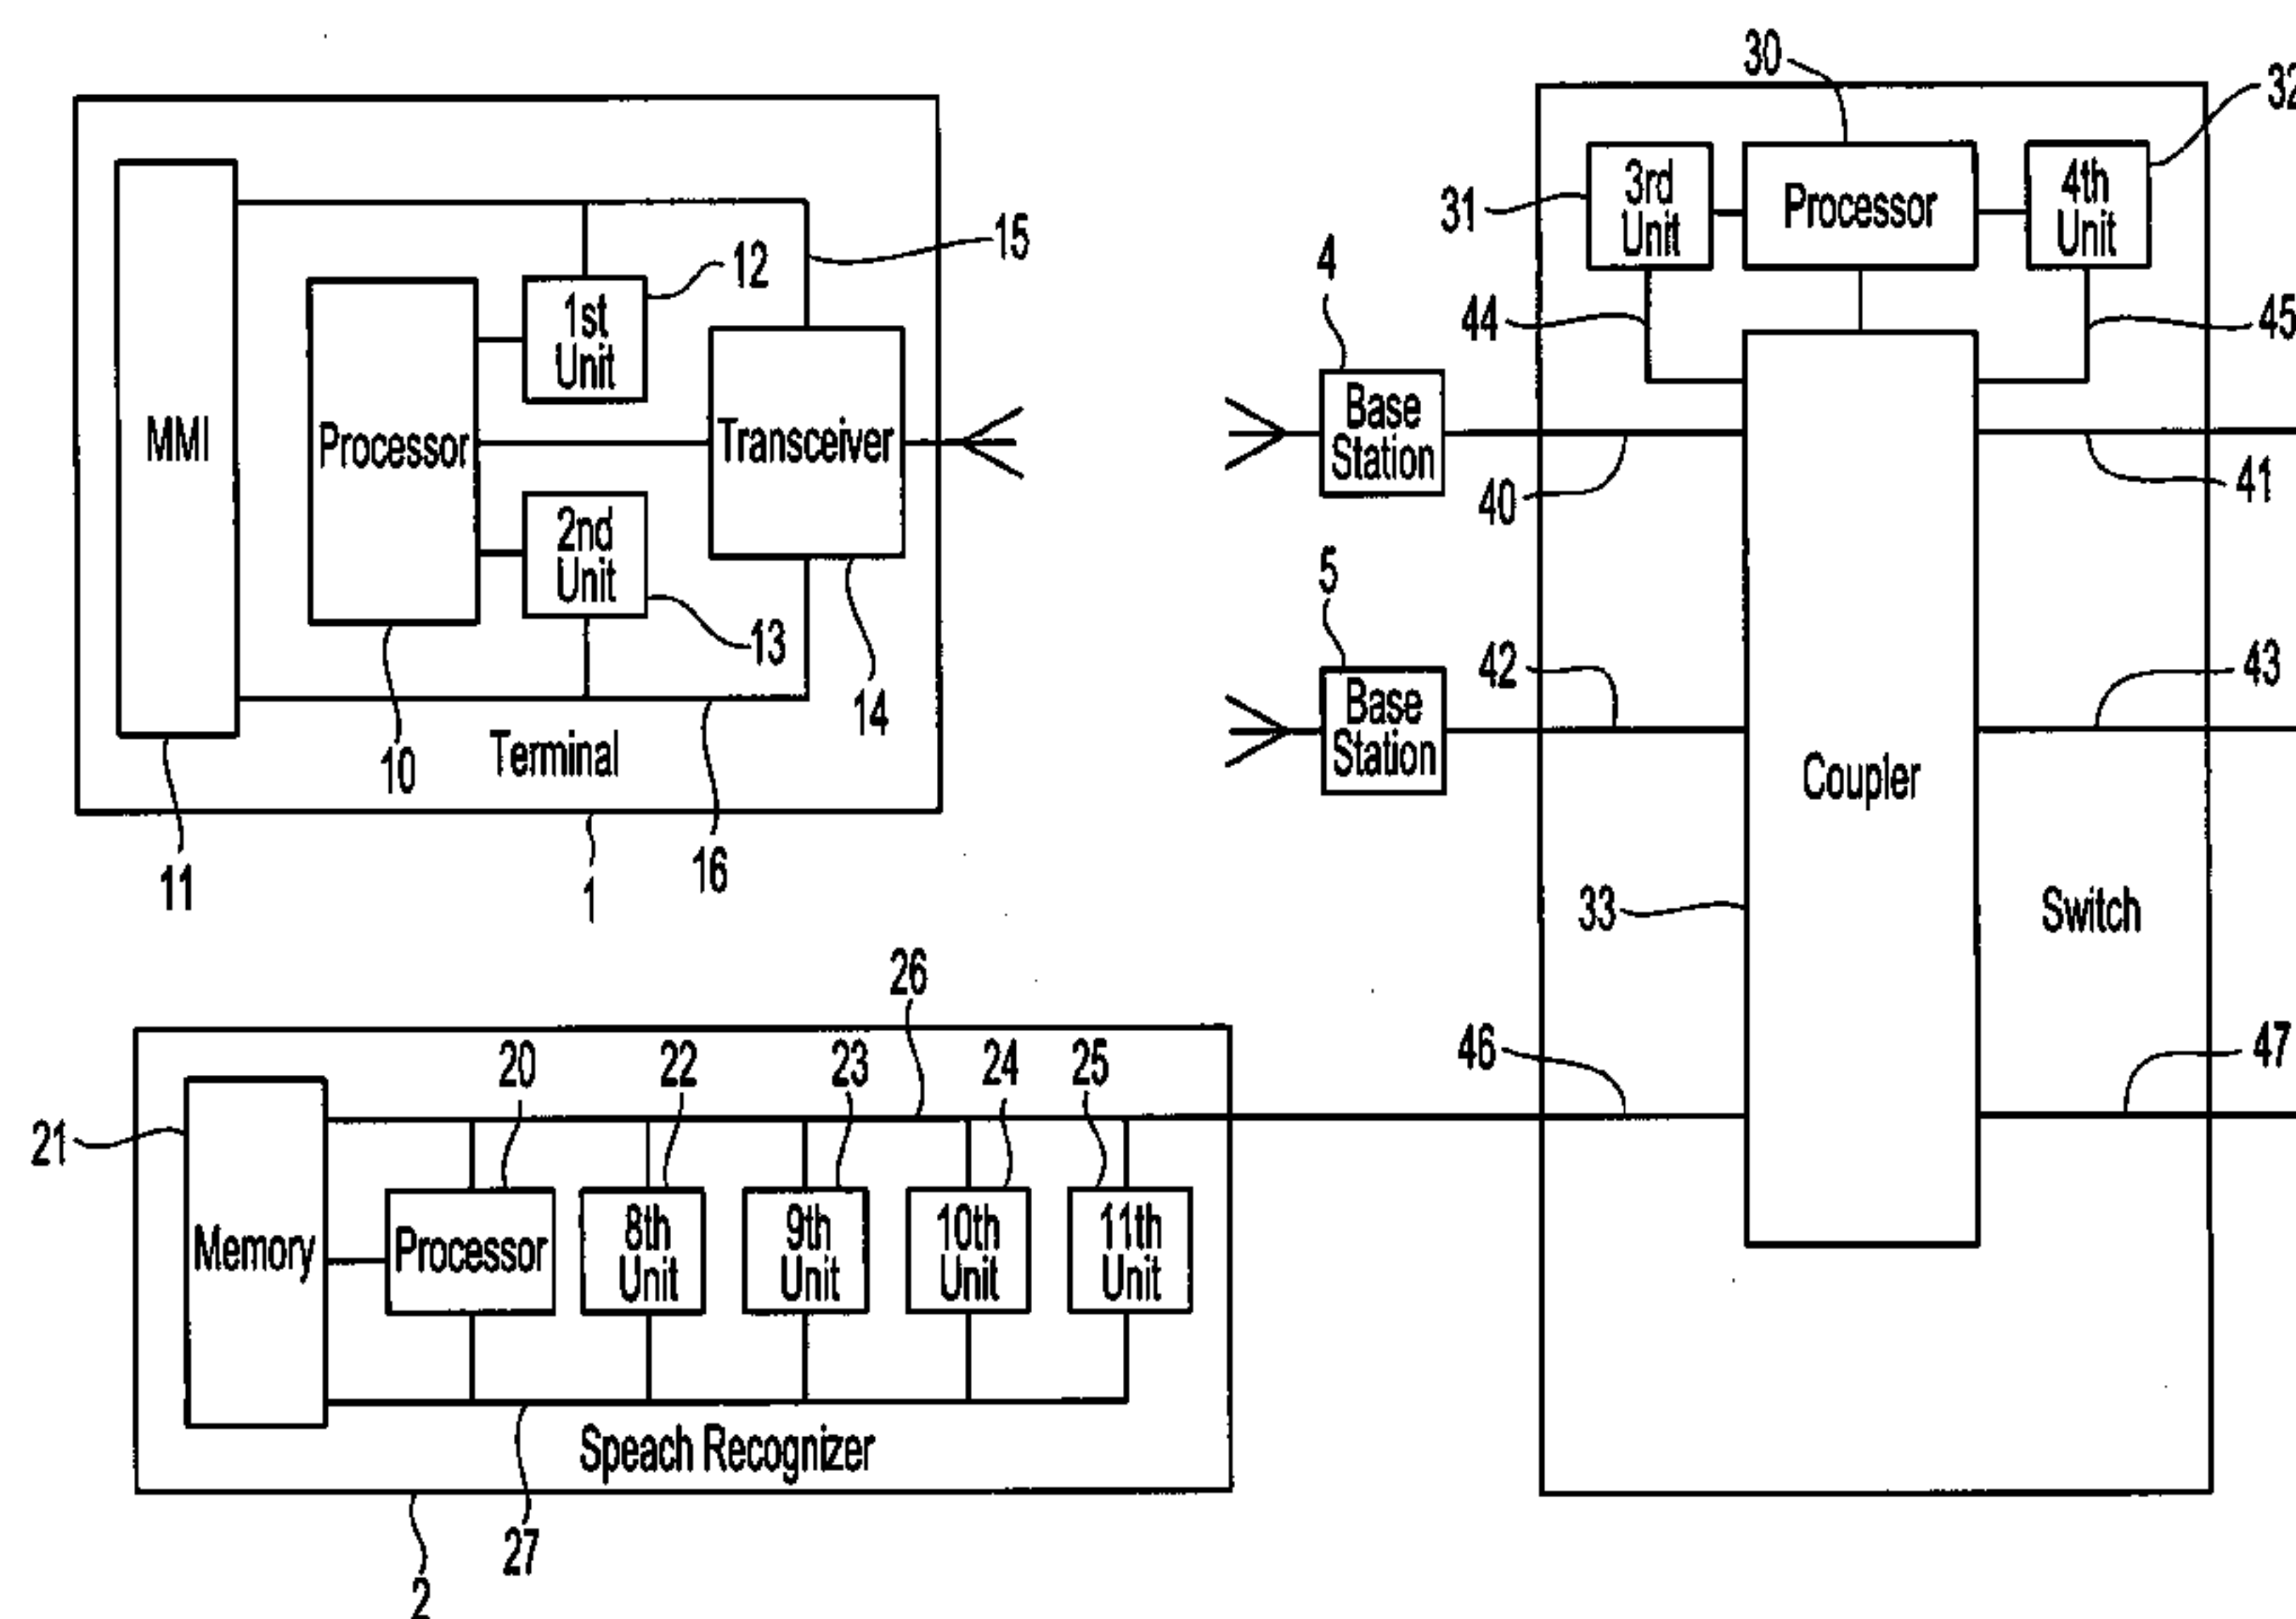 30
32
3rd
Unit
Processor
4th
Unit
31
15
12
4
1st
Unit
44
45
MMI
Processor
Transceiver
Base
Station
40
41
2nd
Unit
5
13
42
43
14
Base
Station
10
Terminal
Coupler
16
11
1
33
Switch
26
46
47
20
22
23
24
25
21
Memory
Processor
8th
Unit
9th
Unit
10th
Unit
11th
Unit
Speach Recognizer
27
2